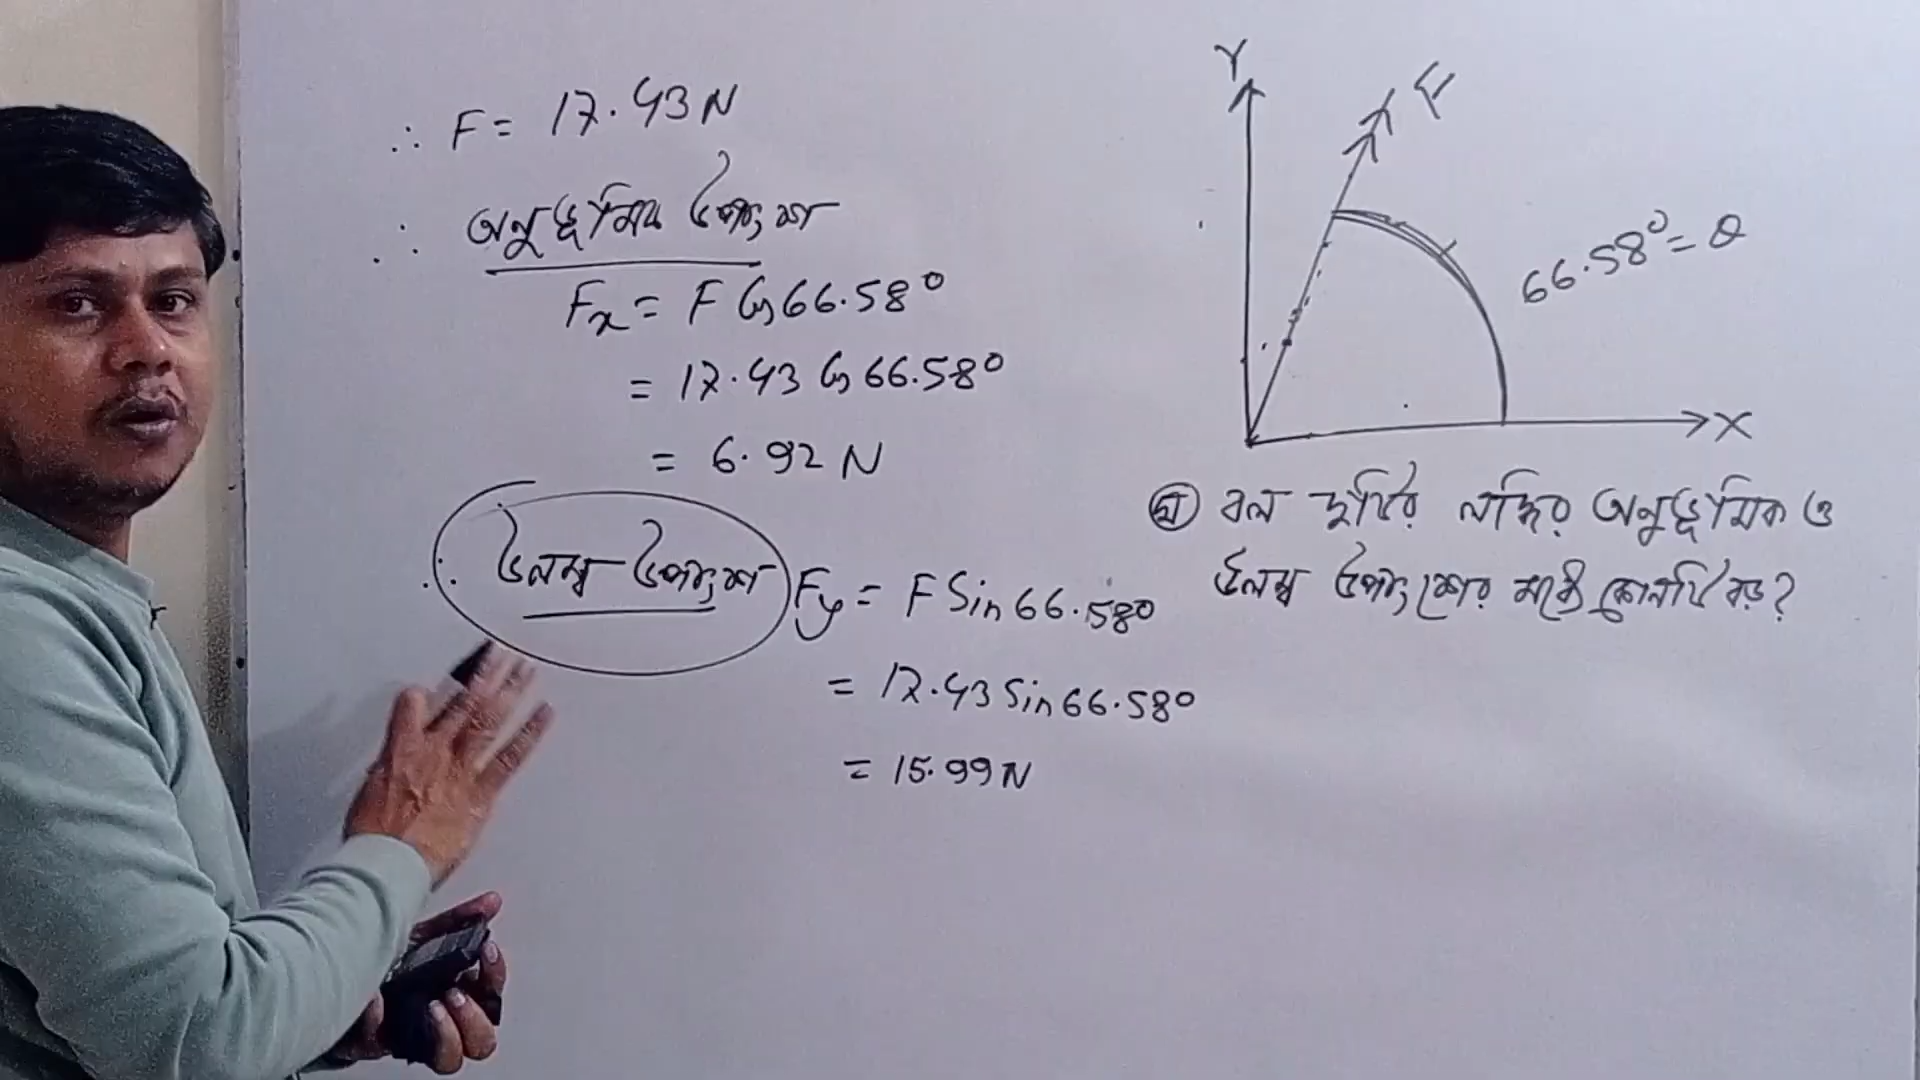 ∴ F = 17.43 N
∴ অনুভূমিক উপাংশ
Fx = F Cos 66.58°
= 17.43 Cos 66.58°
= 6.92 N
∴ উলম্ব উপাংশ Fy = F Sin 66.58°
= 17.43 Sin 66.58°
= 15.99 N
Y
F
66.58° = θ
X
ঘ বল দুটির লব্ধির অনুভূমিক ও
উলম্ব উপাংশের মধ্যে কোনটি বড়?